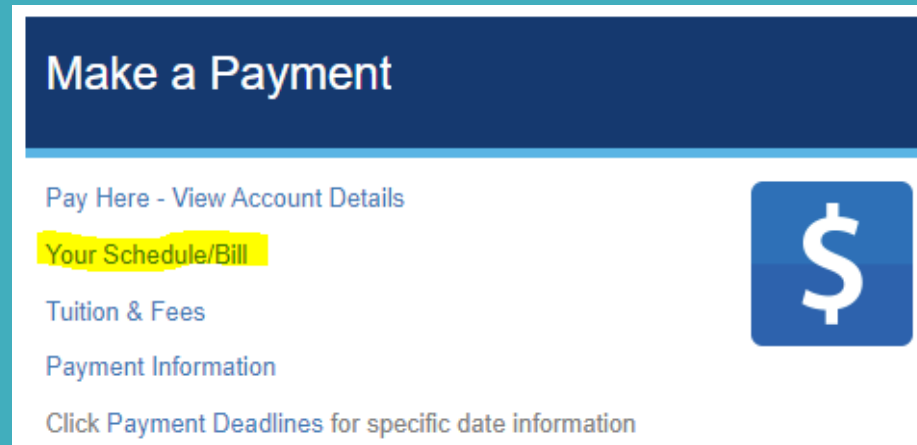 Make a Payment
Pay Here - View Account Details
$
Your Schedule/Bill
Tuition & Fees
Payment Information
Click Payment Deadlines for specific date information